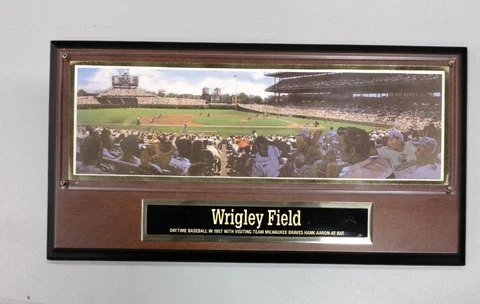 Wrigley Field
DAYTIME BASEBALL IN 1957 WITH VISITING TEAM MILWAUKEE BRAVES HANK AARON AT BAT